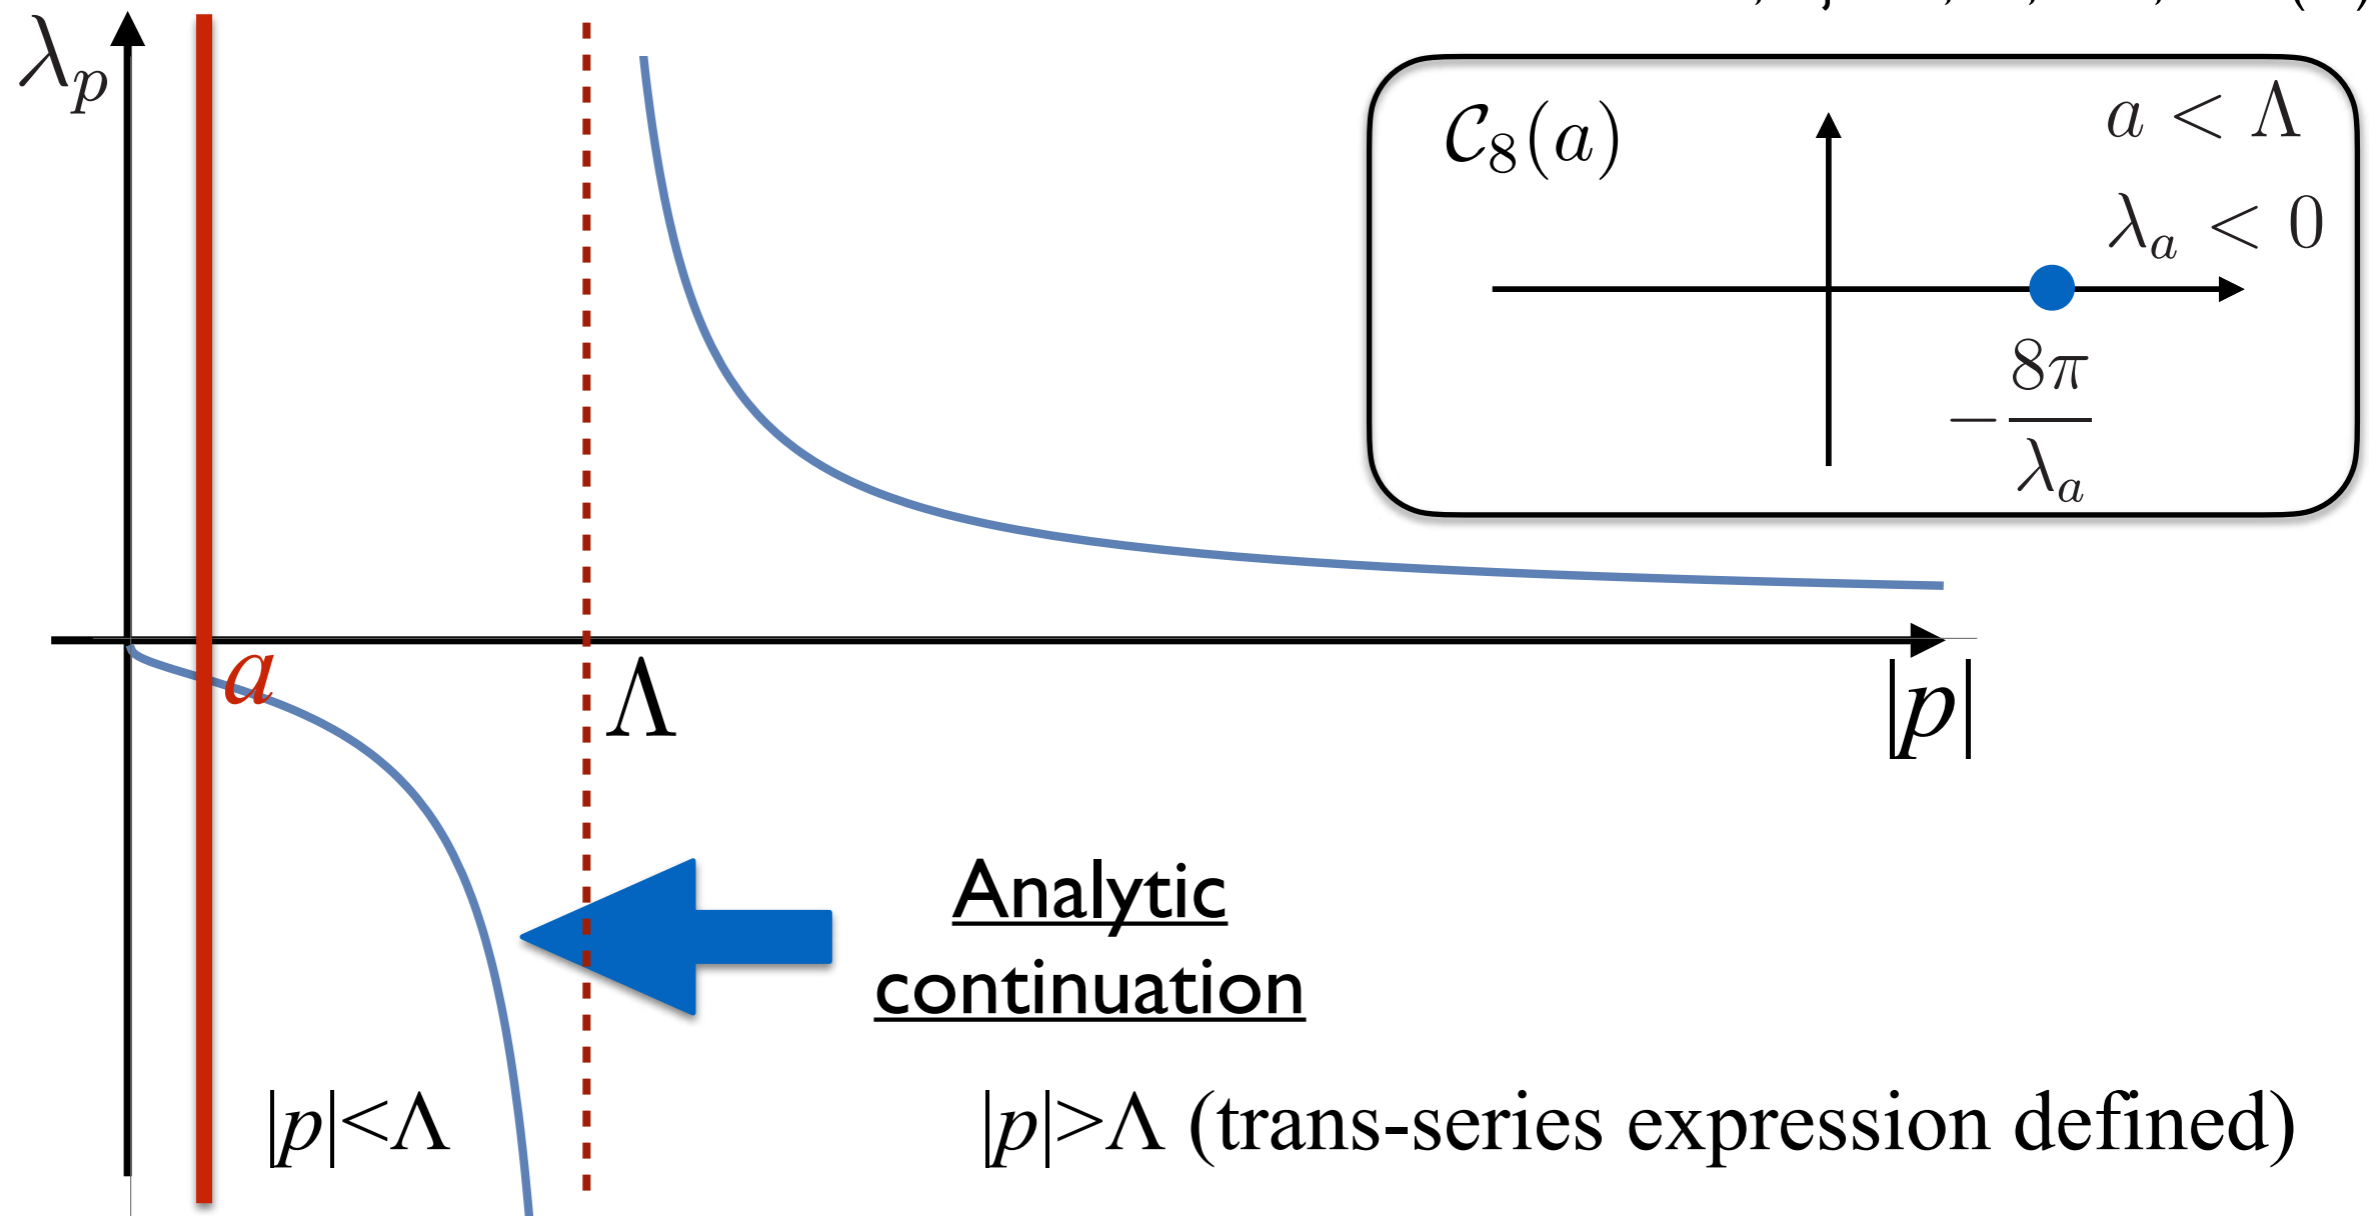 λ_p
𝒞_8(a)
a < Λ
λ_a < 0
-8π/λ_a
a
Λ
|p|
Analytic
continuation
|p|<Λ
|p|>Λ (trans-series expression defined)